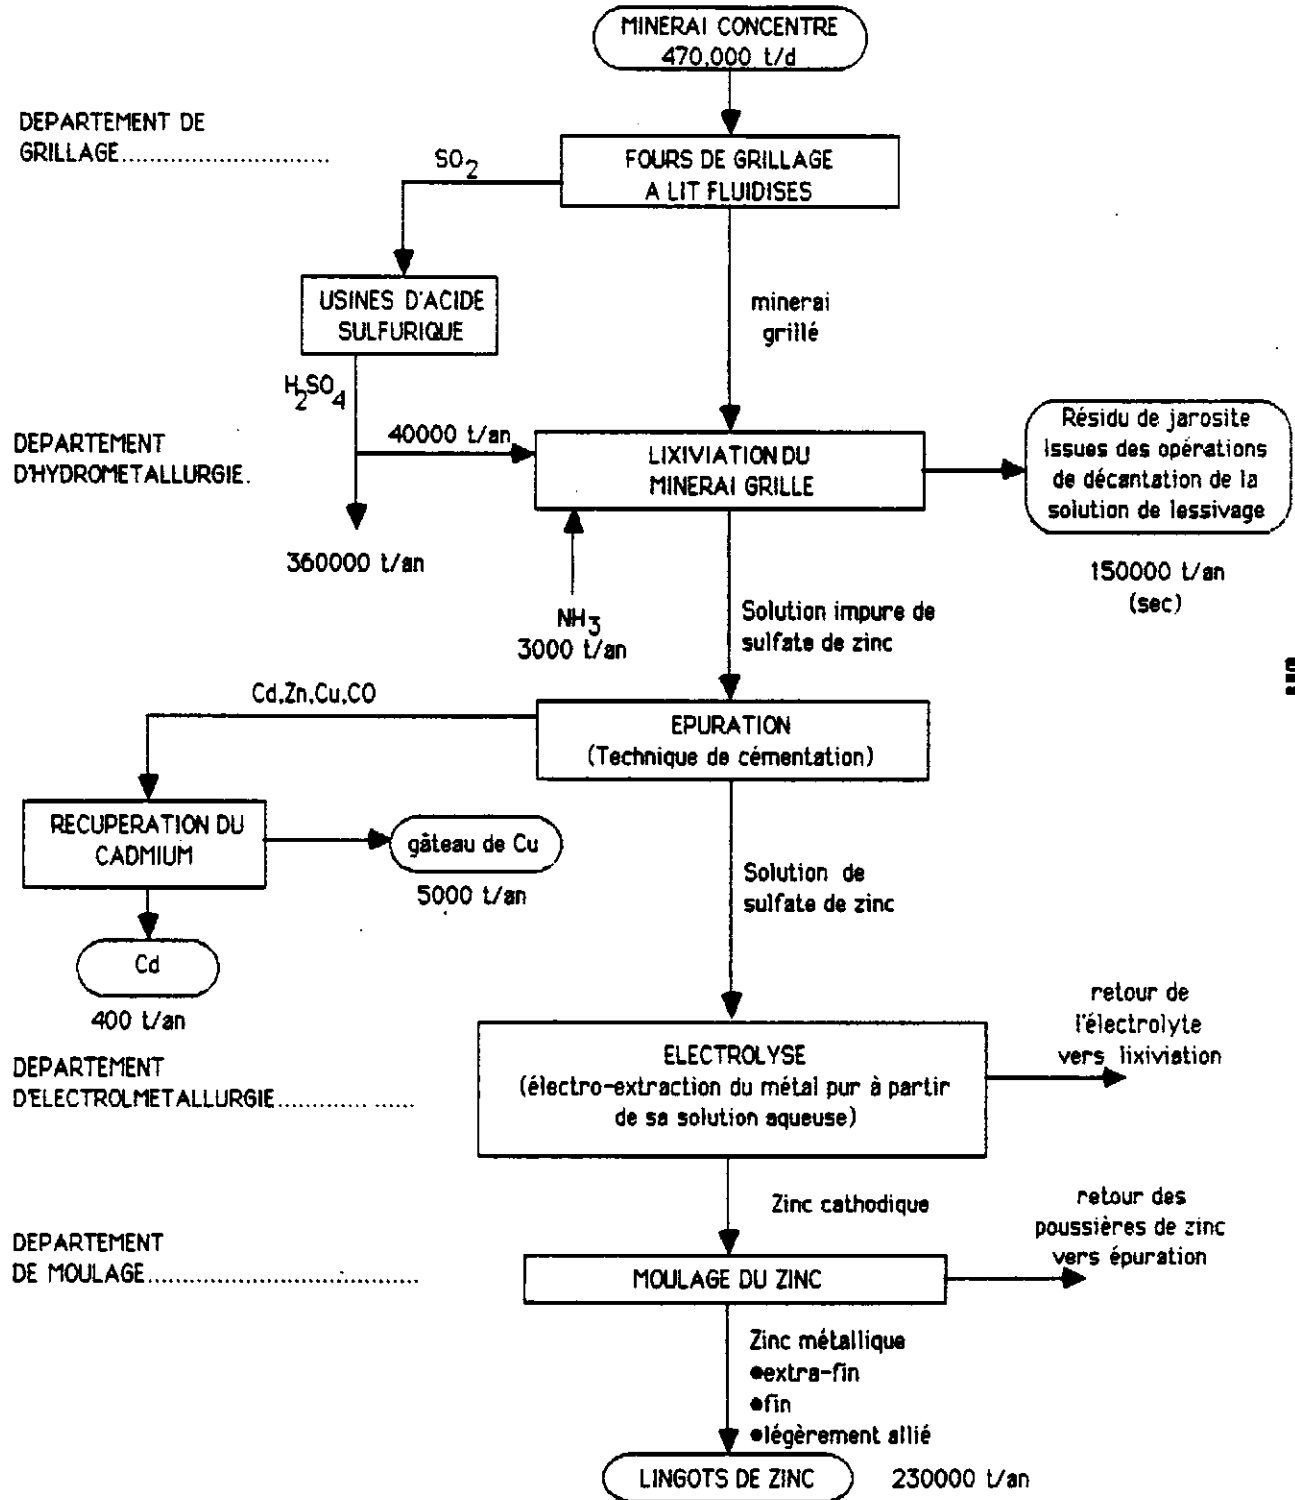 MINERAI CONCENTRE
470,000 t/d
DEPARTEMENT DE
GRILLAGE..........................
SO2
FOURS DE GRILLAGE
A LIT FLUIDISES
USINES D'ACIDE
SULFURIQUE
minerai
grillé
H2SO4
40000 t/an
DEPARTEMENT
D'HYDROMETALLURGIE.
LIXIVIATION DU
MINERAI GRILLE
Résidu de jarosite
issues des opérations
de décantation de la
solution de lessivage
360000 t/an
150000 t/an
(sec)
NH3
3000 t/an
Solution impure de
sulfate de zinc
Cd,Zn,Cu,CO
EPURATION
(Technique de cémentation)
RECUPERATION DU
CADMIUM
gâteau de Cu
5000 t/an
Solution de
sulfate de zinc
Cd
400 t/an
retour de
l'électrolyte
vers lixiviation
DEPARTEMENT
D'ELECTROLMETALLURGIE............ ......
ELECTROLYSE
(électro-extraction du métal pur à partir
de sa solution aqueuse)
Zinc cathodique
retour des
poussières de zinc
vers épuration
DEPARTEMENT
DE MOULAGE..................................
MOULAGE DU ZINC
Zinc métallique
●extra-fin
●fin
●légèrement allié
LINGOTS DE ZINC
230000 t/an